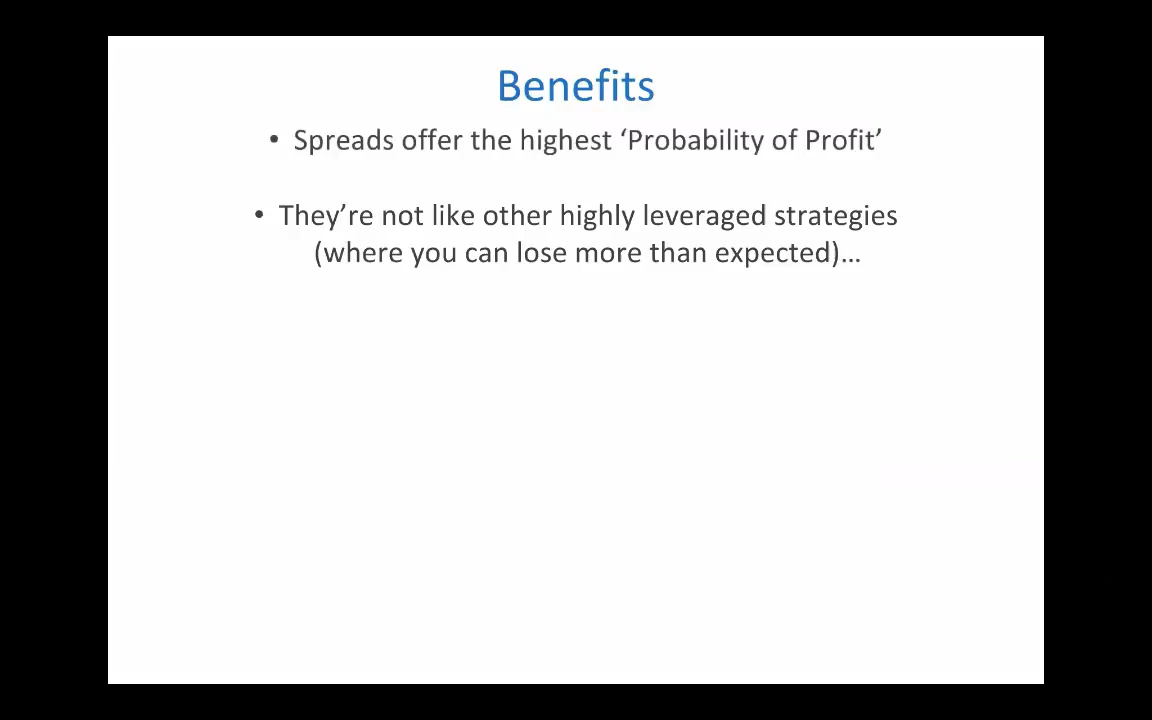 Benefits
• Spreads offer the highest ‘Probability of Profit’
• They’re not like other highly leveraged strategies
(where you can lose more than expected)…